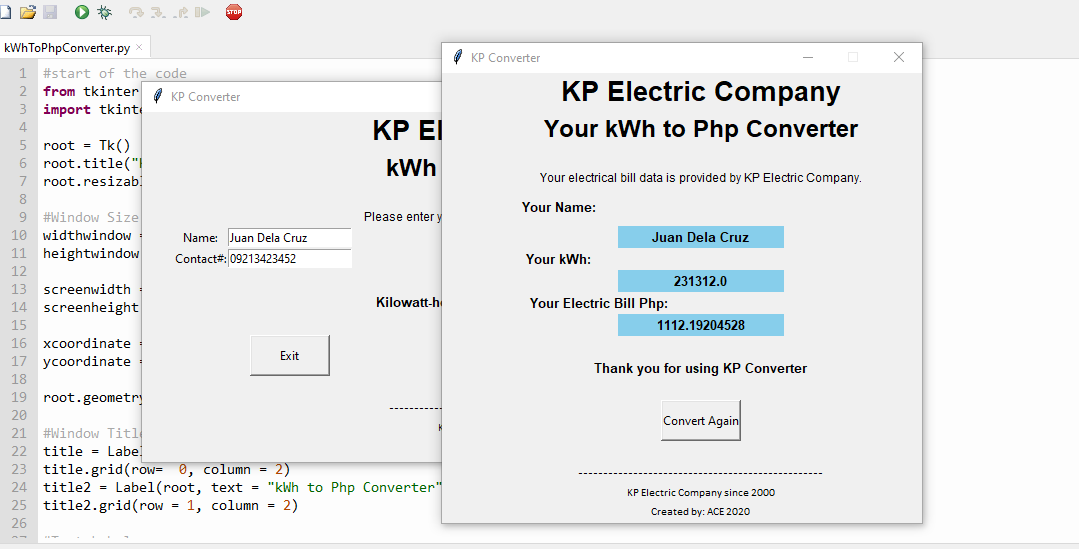 STOP
kWhToPhpConverter.py
1 #start of the code
2 from tkinter
3 import tkinte
4
5 root = Tk()
6 root.title("
7 root.resizabl
8
9 #Window Size
10 widthwindow =
11 heightwindow
12
13 screenwidth =
14 screenheight
15
16 xcoordinate =
17 ycoordinate =
18
19 root.geometry
20
21 #Window Titl
22 title = Label
23 title.grid(row=  0, column = 2)
24 title2 = Label(root, text = "kWh to Php Converter"
25 title2.grid(row = 1, column = 2)
26
KP Converter
KP El
kWh
Please enter y
Name: Juan Dela Cruz
Contact#: 09213423452
Kilowatt-ho
Exit
--------------
K
KP Converter
KP Electric Company
Your kWh to Php Converter
Your electrical bill data is provided by KP Electric Company.
Your Name:
Juan Dela Cruz
Your kWh:
231312.0
Your Electric Bill Php:
1112.19204528
Thank you for using KP Converter
Convert Again
------------------------------------------------
KP Electric Company since 2000
Created by: ACE 2020